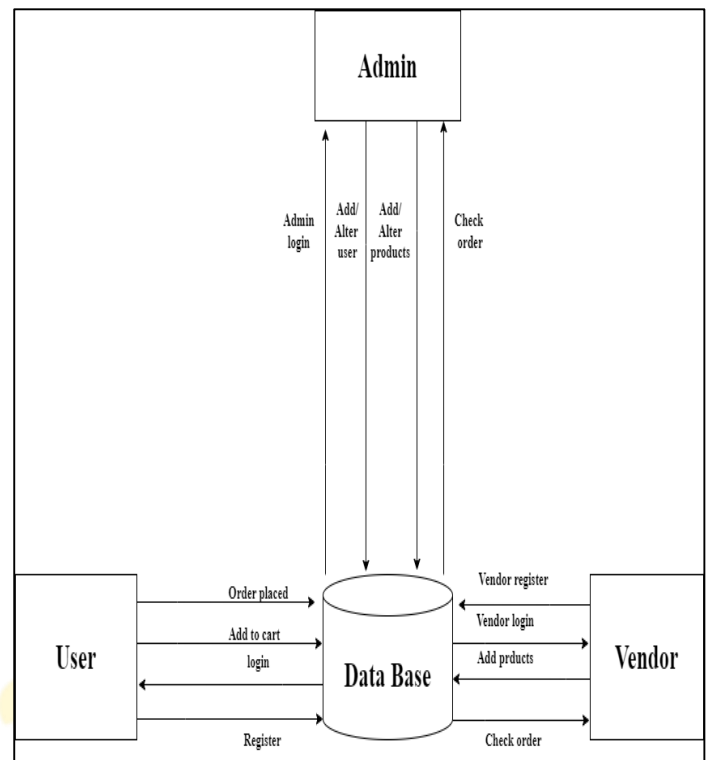 Admin
Admin
login
Add/
Alter
user
Add/
Alter
products
Check
order
Order placed
Add to cart
login
Register
User
Data Base
Vendor register
Vendor login
Add prducts
Check order
Vendor